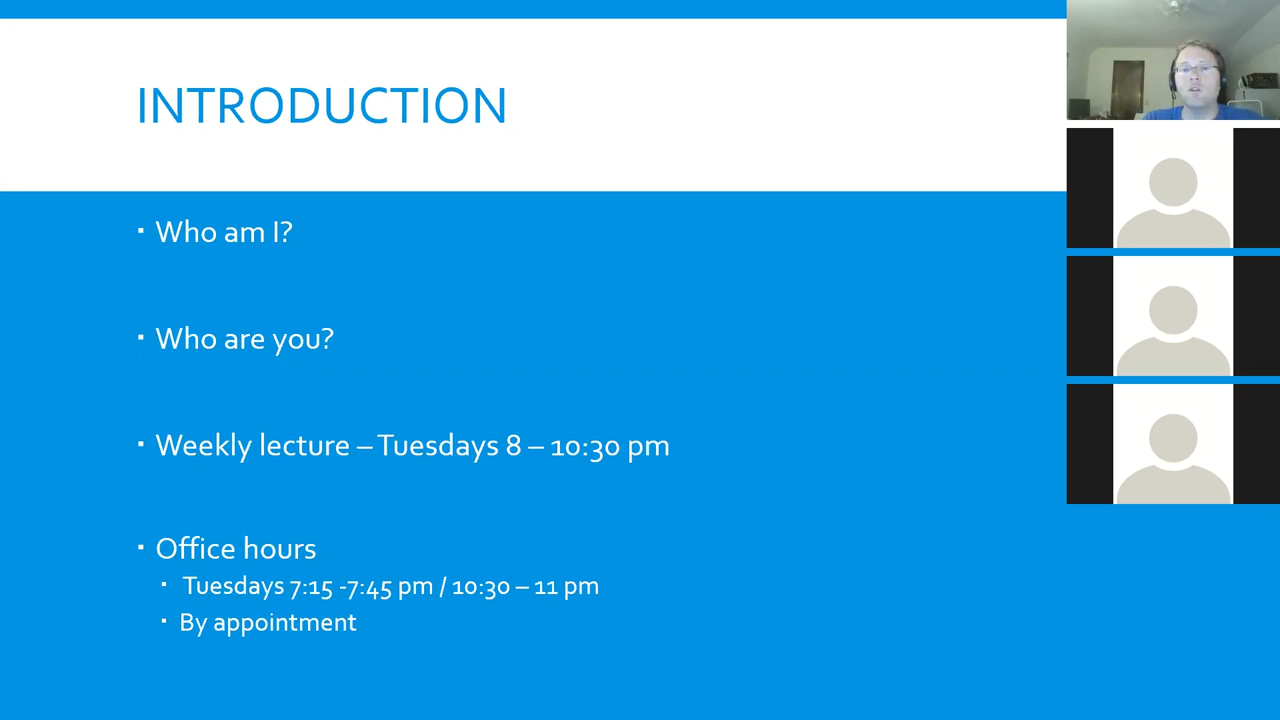 INTRODUCTION
▪ Who am I?
▪ Who are you?
▪ Weekly lecture – Tuesdays 8 – 10:30 pm
▪ Office hours
▪ Tuesdays 7:15 -7:45 pm / 10:30 – 11 pm
▪ By appointment